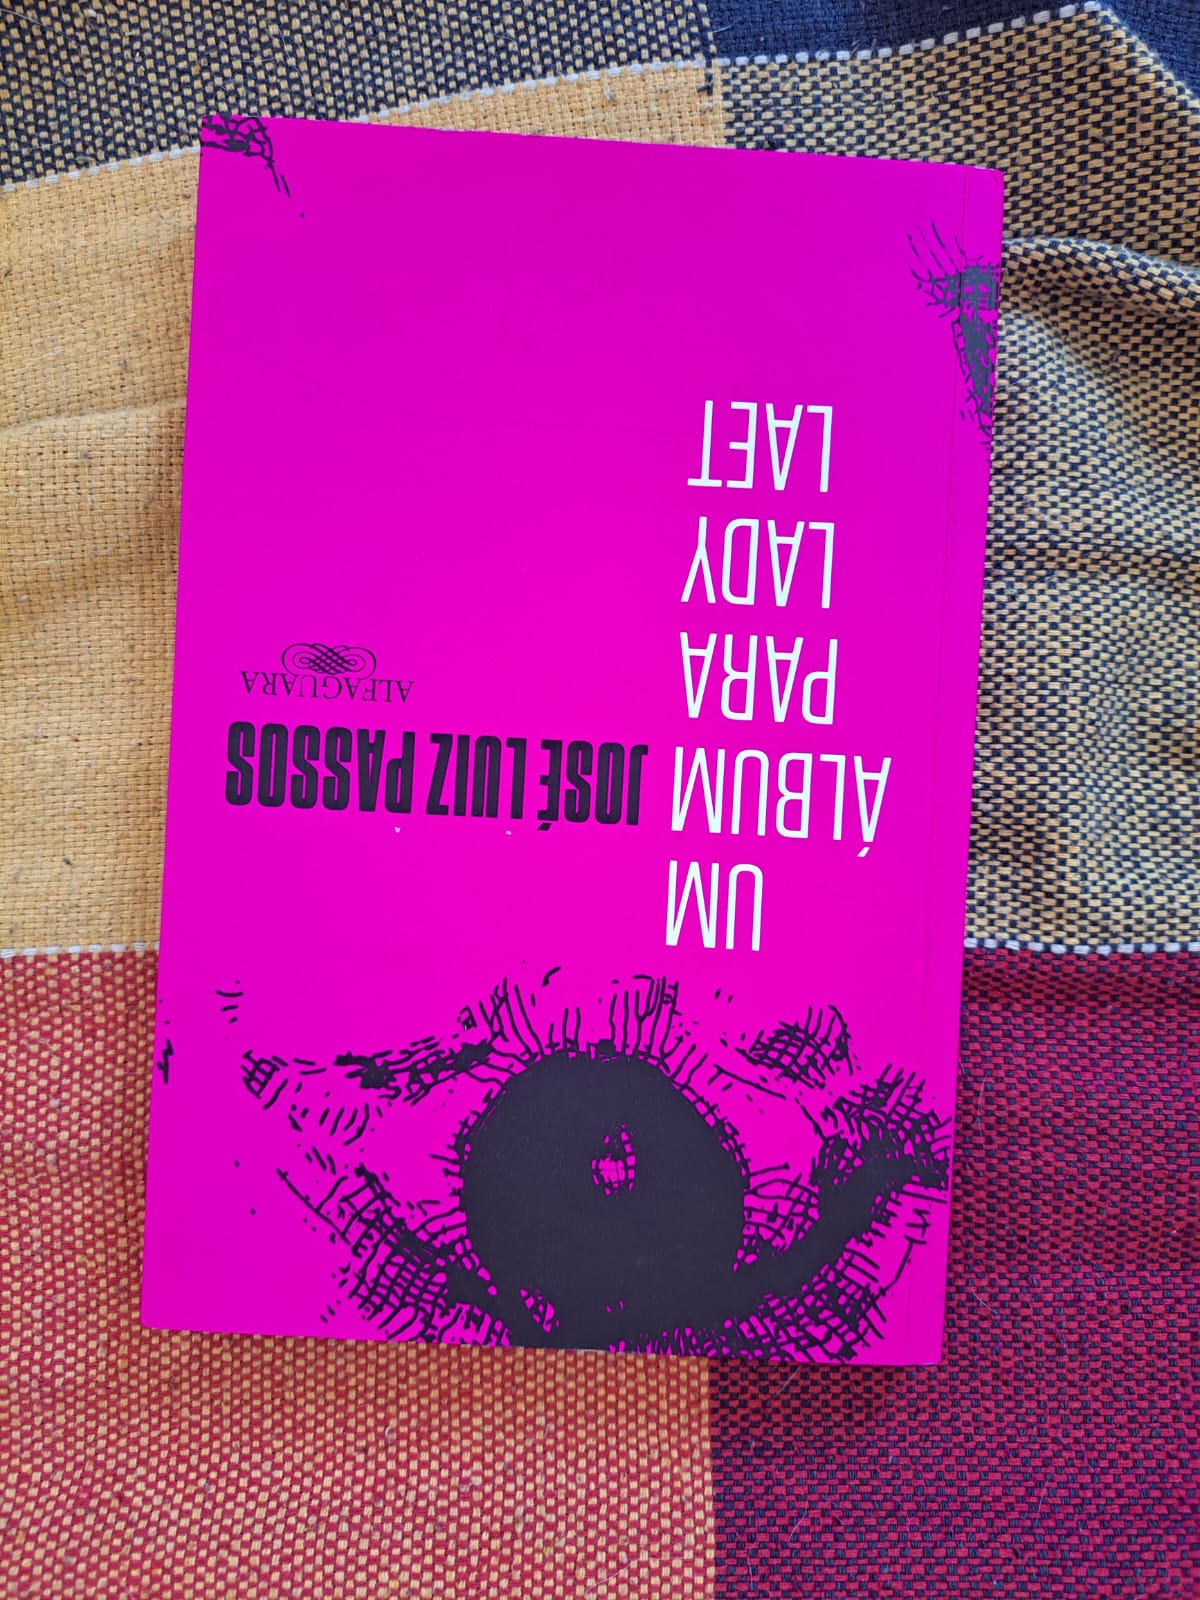 UM
ÁLBUM
PARA
LADY
LAET
JOSÉ LUIZ PASSOS
ALFAGUARA